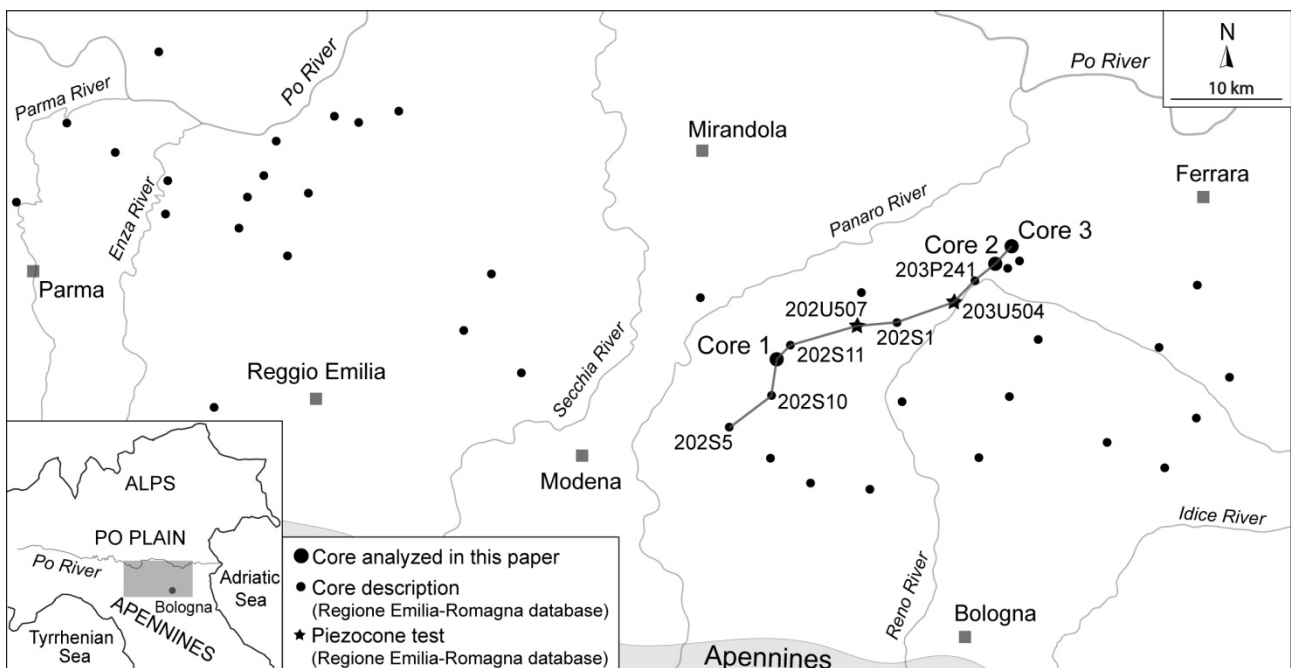 N
10 km
Po River
Po River
Parma River
Enza River
Mirandola
Ferrara
Panaro River
Core 3
Core 2
203P241
Parma
202U507
203U504
202S1
Core 1
202S11
Reggio Emilia
Secchia River
202S10
202S5
Modena
Idice River
Reno River
Bologna
Apennines
ALPS
PO PLAIN
Po River
Adriatic
Sea
Bologna
APENNINES
Tyrrhenian
Sea
Core analyzed in this paper
Core description
(Regione Emilia-Romagna database)
Piezocone test
(Regione Emilia-Romagna database)